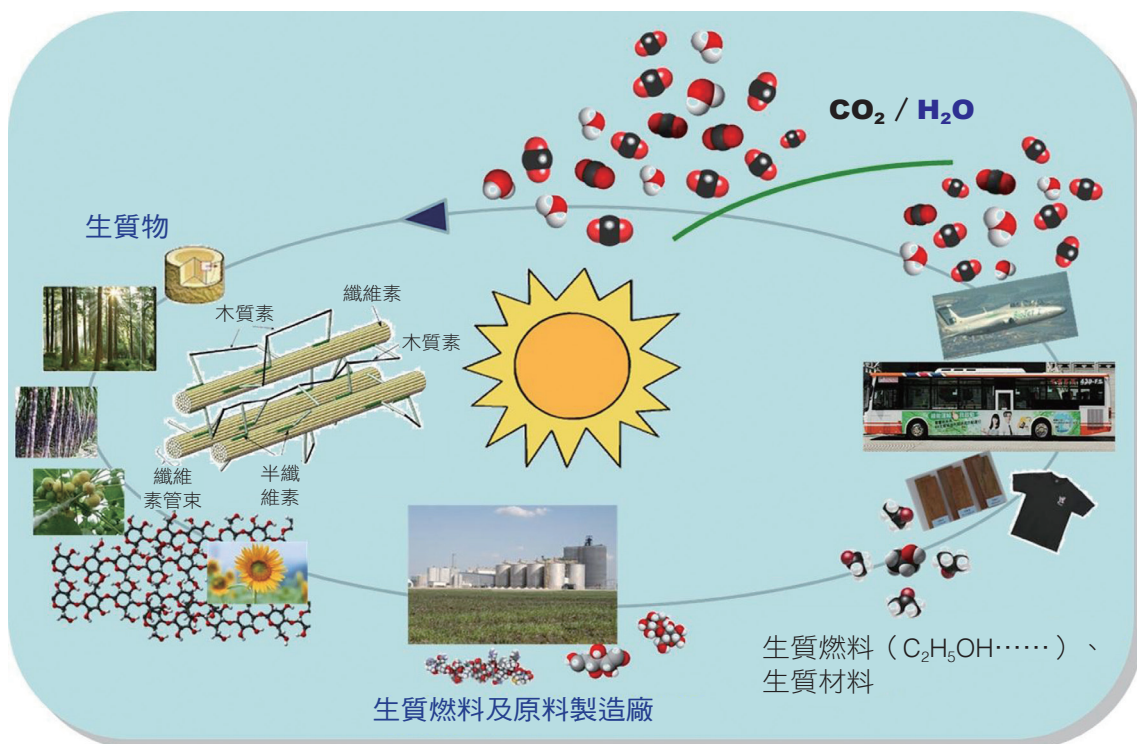 CO₂ / H₂O
生質物
纖維素
木質素
木質素
纖維
素管束
半纖
維素
生質燃料（C₂H₅OH……）、
生質材料
生質燃料及原料製造廠